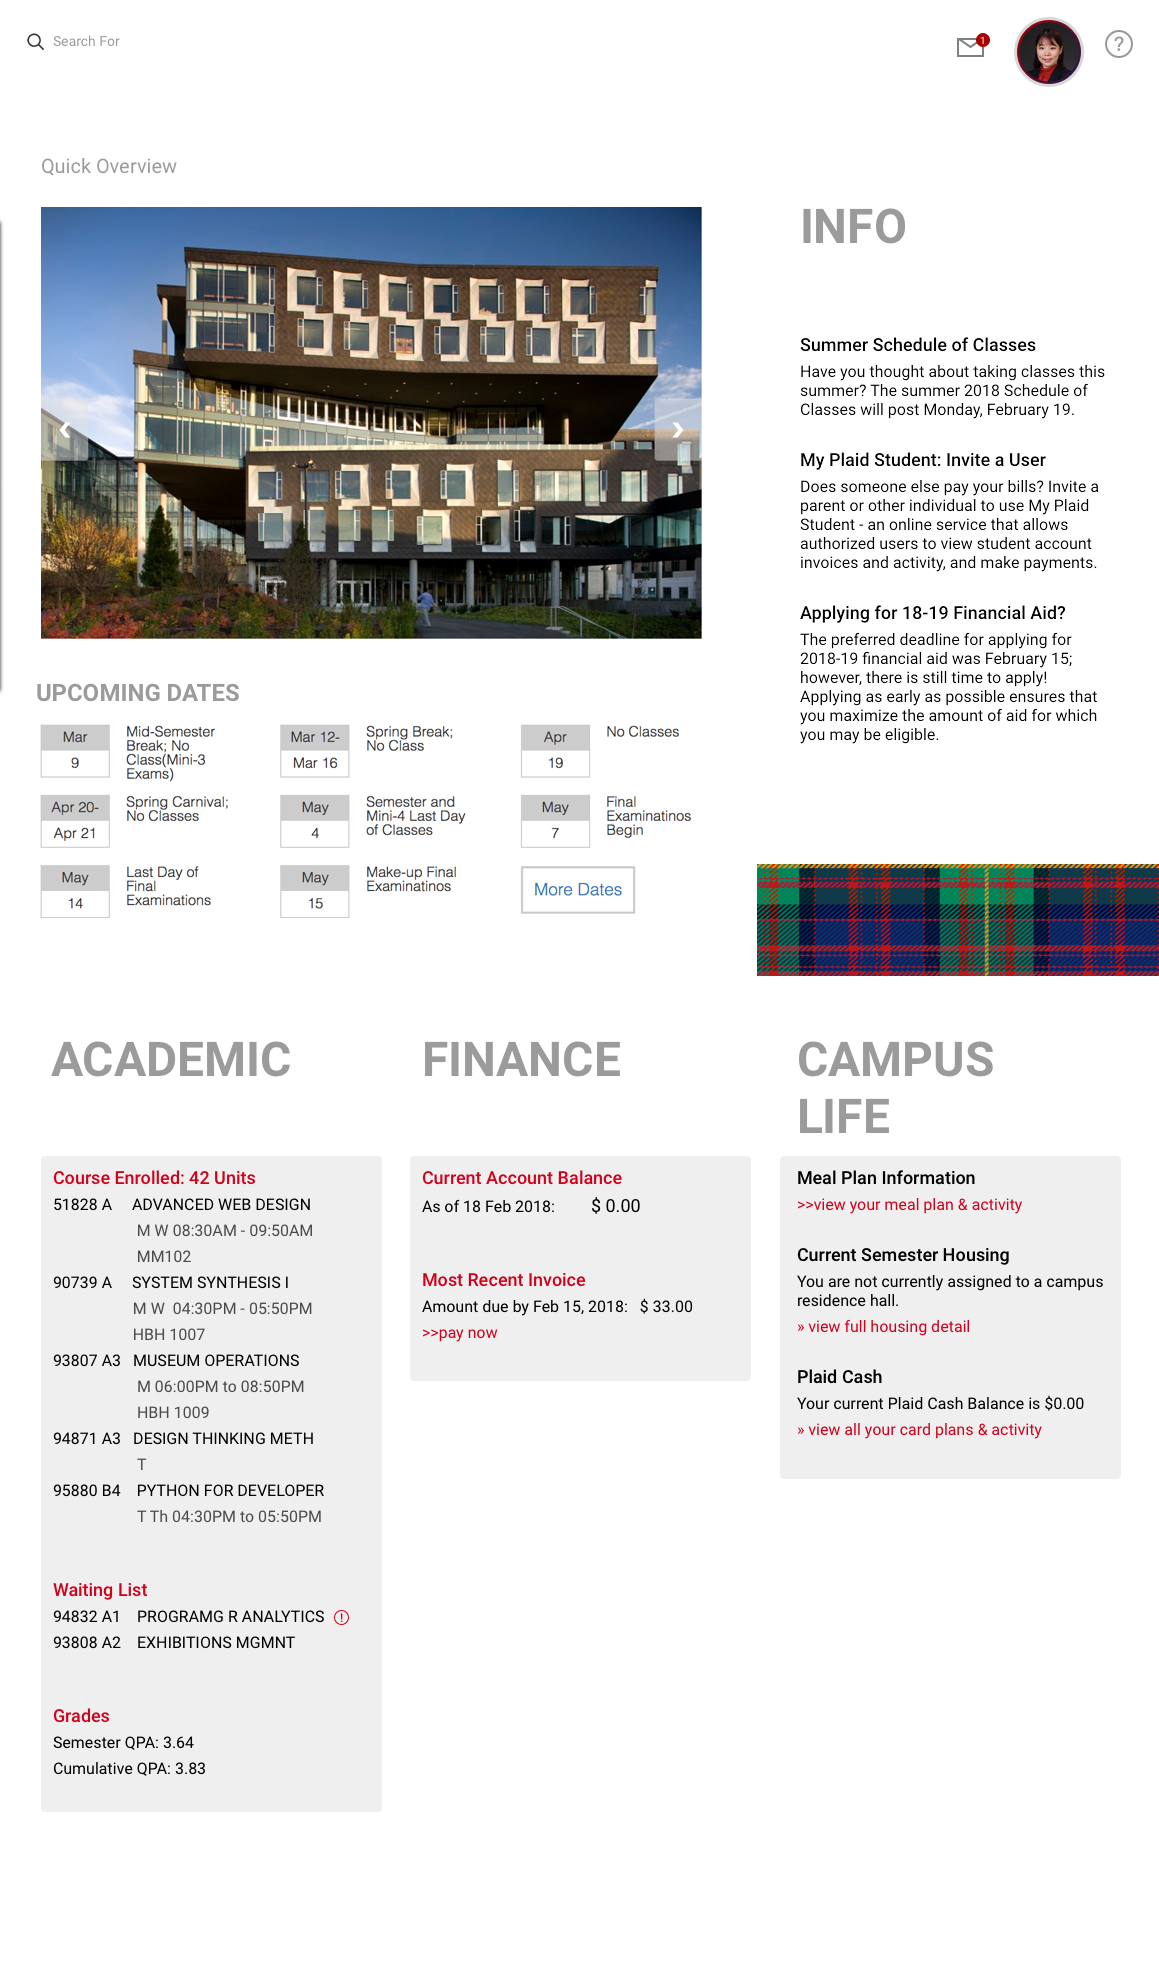 Search For
1
?
Quick Overview
INFO
Summer Schedule of Classes
Have you thought about taking classes this
summer? The summer 2018 Schedule of
Classes will post Monday, February 19.
My Plaid Student: Invite a User
Does someone else pay your bills? Invite a
parent or other individual to use My Plaid
Student - an online service that allows
authorized users to view student account
invoices and activity, and make payments.
Applying for 18-19 Financial Aid?
The preferred deadline for applying for
2018-19 financial aid was February 15;
however, there is still time to apply!
Applying as early as possible ensures that
you maximize the amount of aid for which
you may be eligible.
UPCOMING DATES
Mar
9
Mid-Semester
Break; No
Class(Mini-3
Exams)
Mar 12-
Mar 16
Spring Break;
No Class
Apr
19
No Classes
Apr 20-
Apr 21
Spring Carnival;
No Classes
May
4
Semester and
Mini-4 Last Day
of Classes
May
7
Final
Examinatinos
Begin
May
14
Last Day of
Final
Examinations
May
15
Make-up Final
Examinatinos
More Dates
ACADEMIC
Course Enrolled: 42 Units
51828 A ADVANCED WEB DESIGN
M W 08:30AM - 09:50AM
MM102
90739 A SYSTEM SYNTHESIS I
M W 04:30PM - 05:50PM
HBH 1007
93807 A3 MUSEUM OPERATIONS
M 06:00PM to 08:50PM
HBH 1009
94871 A3 DESIGN THINKING METH
T
95880 B4 PYTHON FOR DEVELOPER
T Th 04:30PM to 05:50PM
Waiting List
94832 A1 PROGRAMG R ANALYTICS !
93808 A2 EXHIBITIONS MGMNT
Grades
Semester QPA: 3.64
Cumulative QPA: 3.83
FINANCE
Current Account Balance
As of 18 Feb 2018: $ 0.00
Most Recent Invoice
Amount due by Feb 15, 2018: $ 33.00
>>pay now
CAMPUS
LIFE
Meal Plan Information
>>view your meal plan & activity
Current Semester Housing
You are not currently assigned to a campus
residence hall.
» view full housing detail
Plaid Cash
Your current Plaid Cash Balance is $0.00
» view all your card plans & activity